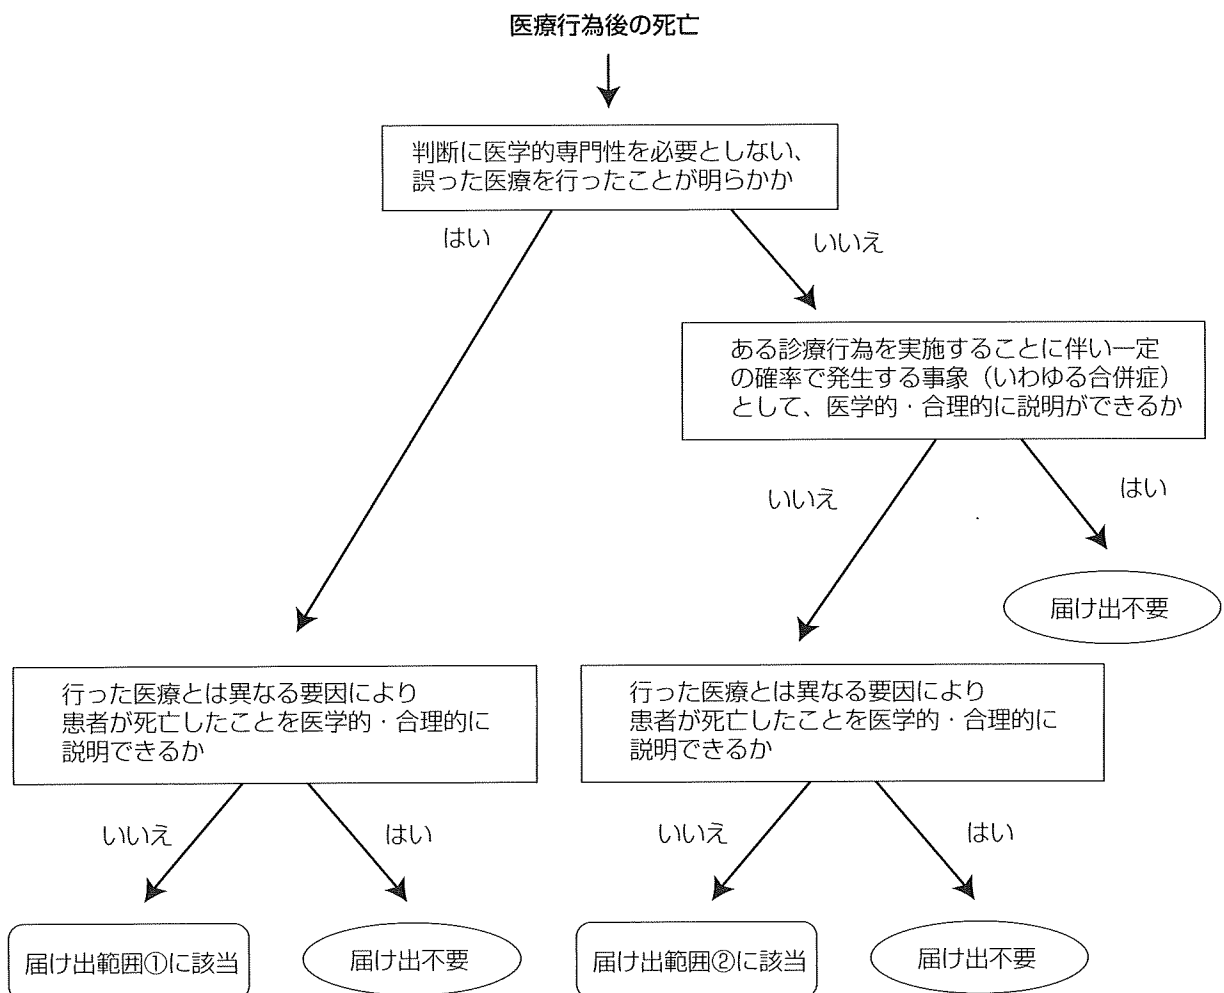 医療行為後の死亡
判断に医学的専門性を必要としない、
誤った医療を行ったことが明らかか
はい
いいえ
ある診療行為を実施することに伴い一定
の確率で発生する事象（いわゆる合併症）
として、医学的・合理的に説明ができるか
いいえ
はい
届け出不要
行った医療とは異なる要因により
患者が死亡したことを医学的・合理的に
説明できるか
行った医療とは異なる要因により
患者が死亡したことを医学的・合理的に
説明できるか
いいえ
はい
いいえ
はい
届け出範囲①に該当
届け出不要
届け出範囲②に該当
届け出不要